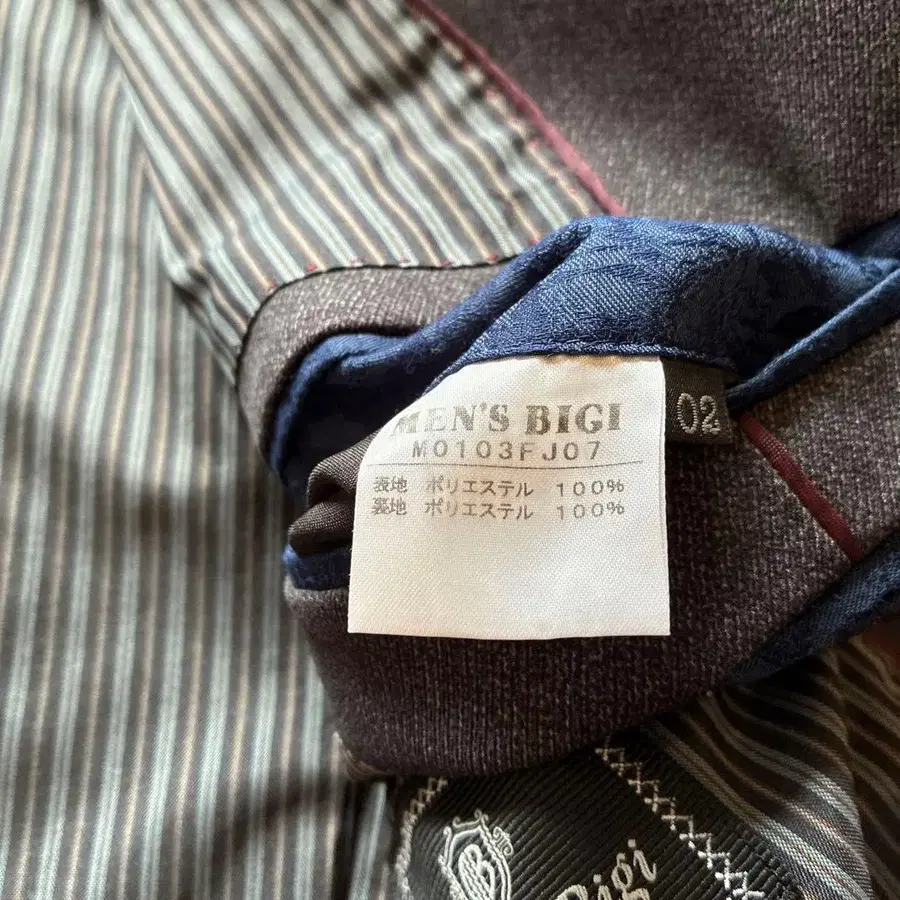 MEN'S BIGI
02
M0103FJ07
表地 ポリエステル 100%
裏地 ポリエステル 100%
Bigi